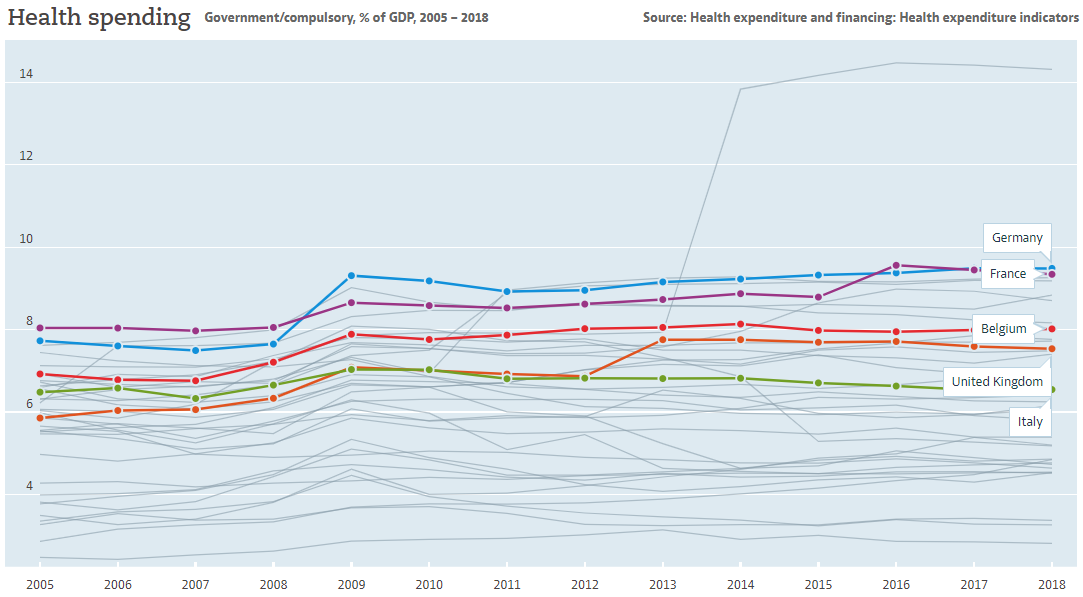 Health spending Government/compulsory, % of GDP, 2005 – 2018 Source: Health expenditure and financing: Health expenditure indicators
14
12
10
Germany
France
8
Belgium
United Kingdom
6
Italy
4
2005 2006 2007 2008 2009 2010 2011 2012 2013 2014 2015 2016 2017 2018